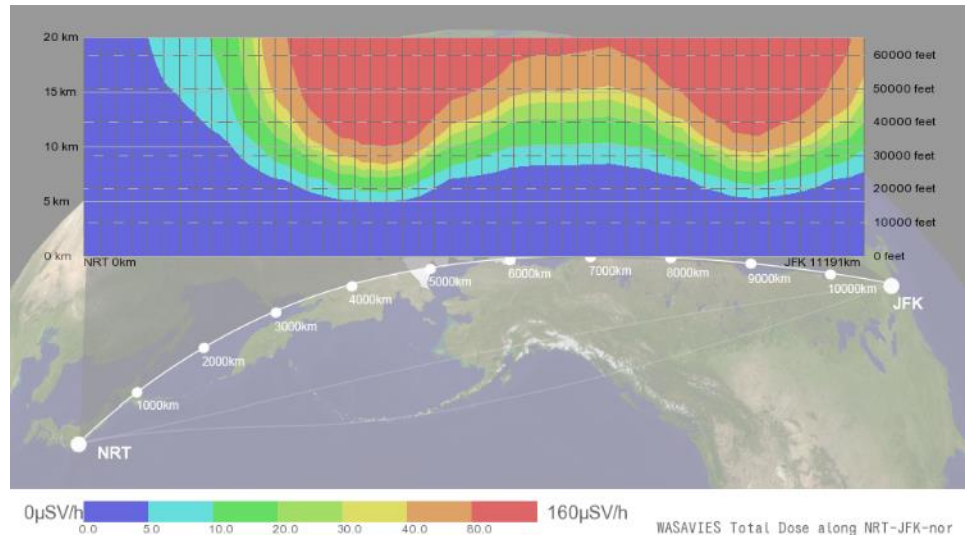 20 km
60000 feet
15 km
50000 feet
40000 feet
10 km
30000 feet
20000 feet
5 km
10000 feet
0 km
NRT 0km
JFK 11191km
0 feet
5000km
6000km
7000km
8000km
9000km
10000km
4000km
JFK
3000km
2000km
1000km
NRT
0μSV/h
160μSV/h
0.0 5.0 10.0 20.0 30.0 40.0 80.0
WASAVIES Total Dose along NRT-JFK-nor